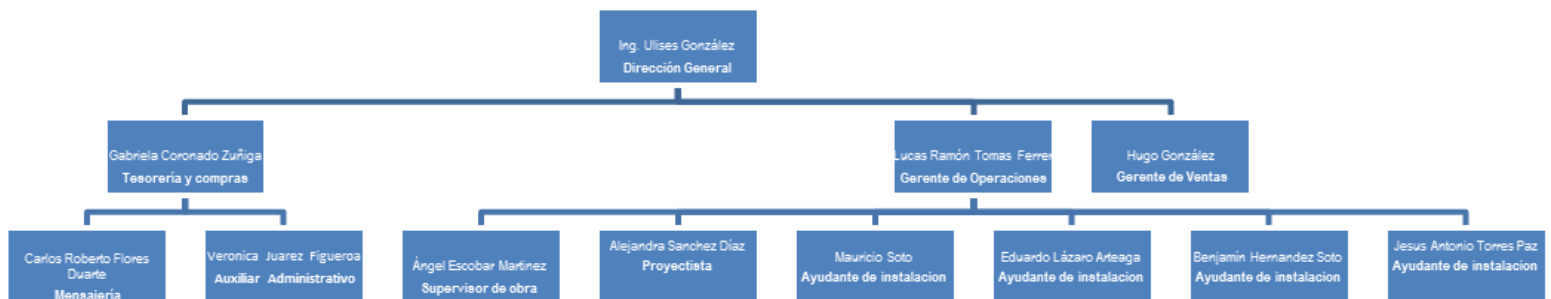 Ing. Ulises González
Dirección General
Gabriela Coronado Zuñiga
Tesorería y compras
Lucas Ramón Tomas Ferrer
Gerente de Operaciones
Hugo González
Gerente de Ventas
Carlos Roberto Flores
Duarte
Mensajería
Veronica Juarez Figueroa
Auxiliar Administrativo
Ángel Escobar Martinez
Supervisor de obra
Alejandra Sanchez Díaz
Proyectista
Mauricio Soto
Ayudante de instalacion
Eduardo Lázaro Arteaga
Ayudante de instalacion
Benjamín Hernandez Soto
Ayudante de instalacion
Jesus Antonio Torres Paz
Ayudante de instalacion